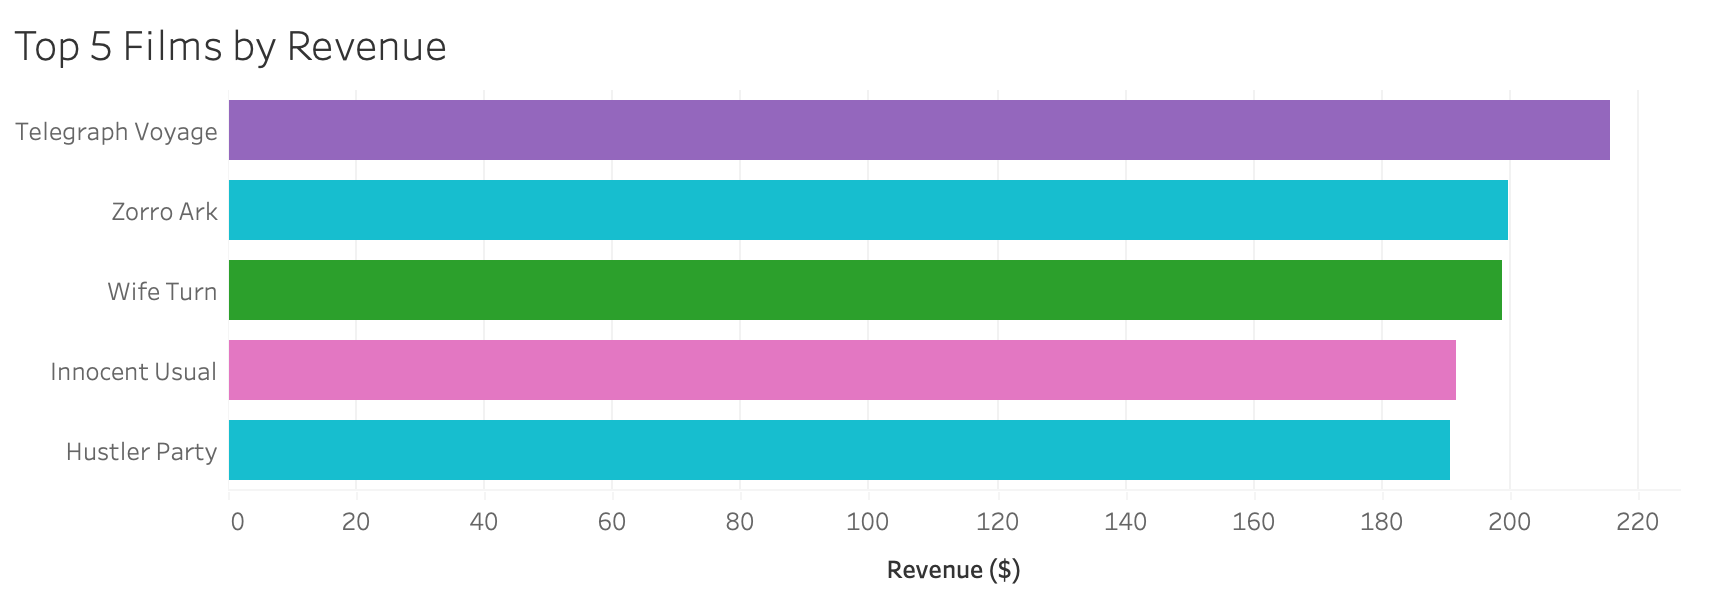 Top 5 Films by Revenue
Telegraph Voyage
Zorro Ark
Wife Turn
Innocent Usual
Hustler Party
0 20 40 60 80 100 120 140 160 180 200 220
Revenue ($)